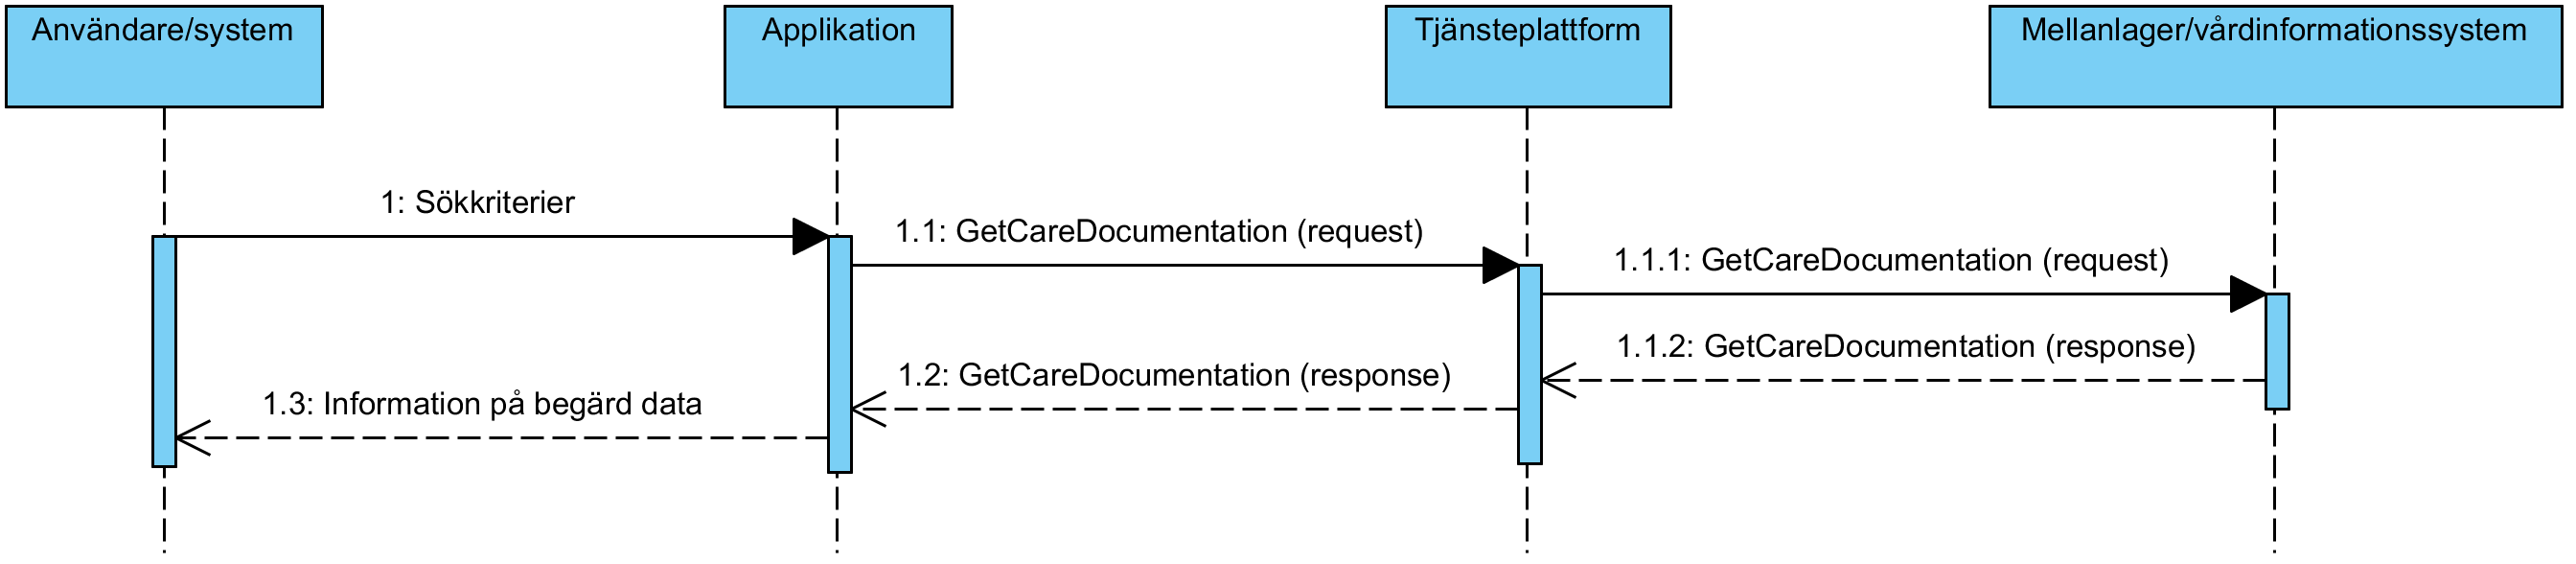 Användare/system
Applikation
Tjänsteplattform
Mellanlager/vårdinformationssystem
1: Sökkriterier
1.1: GetCareDocumentation (request)
1.1.1: GetCareDocumentation (request)
1.1.2: GetCareDocumentation (response)
1.2: GetCareDocumentation (response)
1.3: Information på begärd data